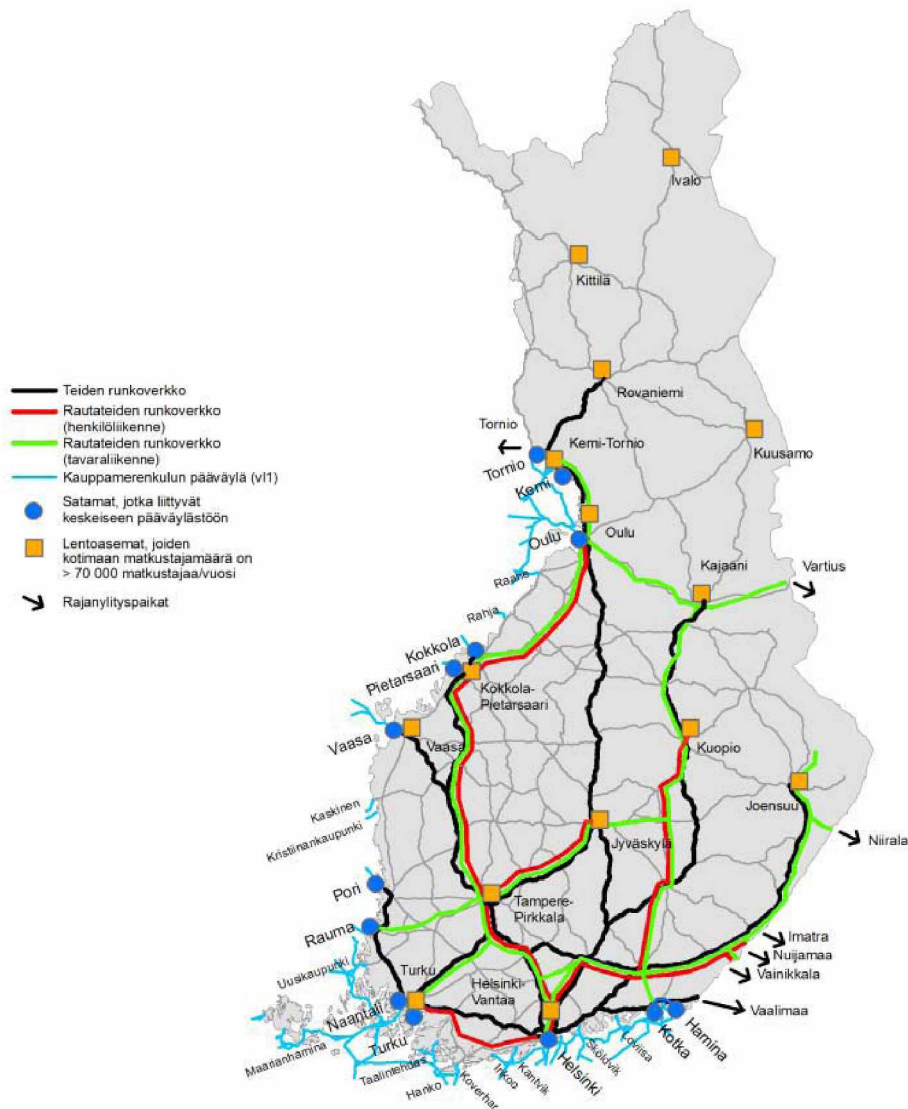 Ivalo
Kittilä
Rovaniemi
Kuusamo
Teiden runkoverkko
Rautateiden runkoverkko
(henkilöliikenne)
Rautateiden runkoverkko
(tavaraliikenne)
Kauppamerenkulun pääväylä (vl1)
Satamat, jotka liittyvät
keskeiseen pääväylästöön
Lentoasemat, joiden
kotimaan matkustajamäärä on
> 70 000 matkustajaa/vuosi
Rajanylityspaikat
Tornio
Kemi-Tornio
Tornio
Kemi
Oulu
Oulu
Kajaani
Vartius
Raahe
Rahja
Kokkola
Pietarsaari
Kokkola-
Pietarsaari
Vaasa
Vaasa
Kuopio
Kaskinen
Kristiinankaupunki
Jyväskylä
Joensuu
Niirala
Pori
Tampere-
Pirkkala
Rauma
Imatra
Nuijamaa
Vainikkala
Uusikaupunki
Turku
Helsinki-
Vantaa
Vaalimaa
Naantali
Turku
Maarianhamina
Taalintehdas
Hanko
Koverhar
Inkoo
Kantvik
Helsinki
Sköldvik
Loviisa
Kotka
Hamina